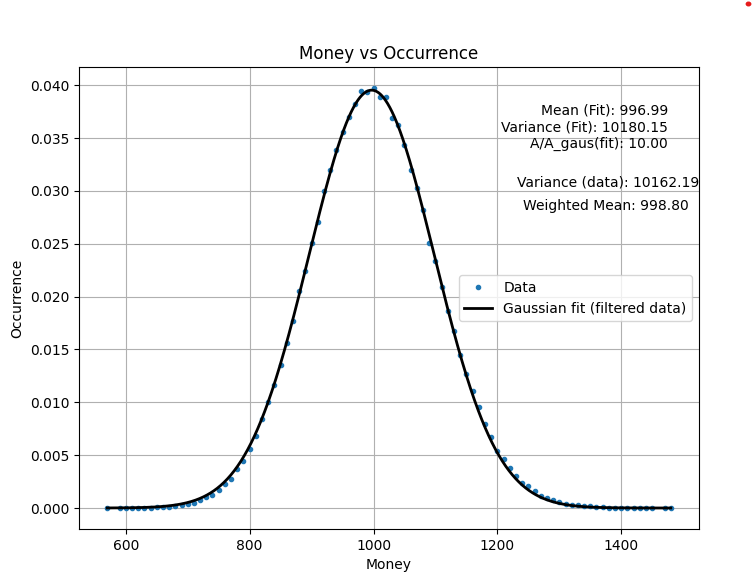 Money vs Occurrence
0.040
0.035
0.030
0.025
0.020
0.015
0.010
0.005
0.000
Occurrence
Mean (Fit): 996.99
Variance (Fit): 10180.15
A/A_gaus(fit): 10.00
Variance (data): 10162.19
Weighted Mean: 998.80
Data
Gaussian fit (filtered data)
600 800 1000 1200 1400
Money